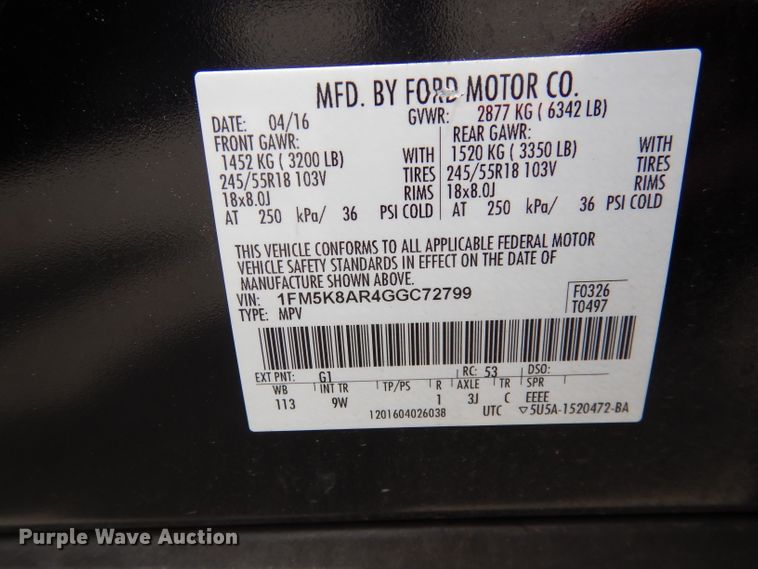 MFD. BY FORD MOTOR CO.
DATE: 04/16 GVWR: 2877 KG ( 6342 LB)
FRONT GAWR: REAR GAWR:
1452 KG ( 3200 LB) WITH 1520 KG ( 3350 LB) WITH
245/55R18 103V TIRES 245/55R18 103V TIRES
18x8.0J RIMS 18x8.0J RIMS
AT 250 kPa/ 36 PSI COLD AT 250 kPa/ 36 PSI COLD
THIS VEHICLE CONFORMS TO ALL APPLICABLE FEDERAL MOTOR
VEHICLE SAFETY STANDARDS IN EFFECT ON THE DATE OF
MANUFACTURE SHOWN ABOVE.
VIN: 1FM5K8AR4GGC72799 F0326
TYPE: MPV T0497
EXT PNT: G1 RC: 53 DSO:
WB INT TR TP/PS R AXLE TR SPR
113 9W 1 3J C EEEE
1201604026038 UTC ▽5U5A-1520472-BA
Purple Wave Auction